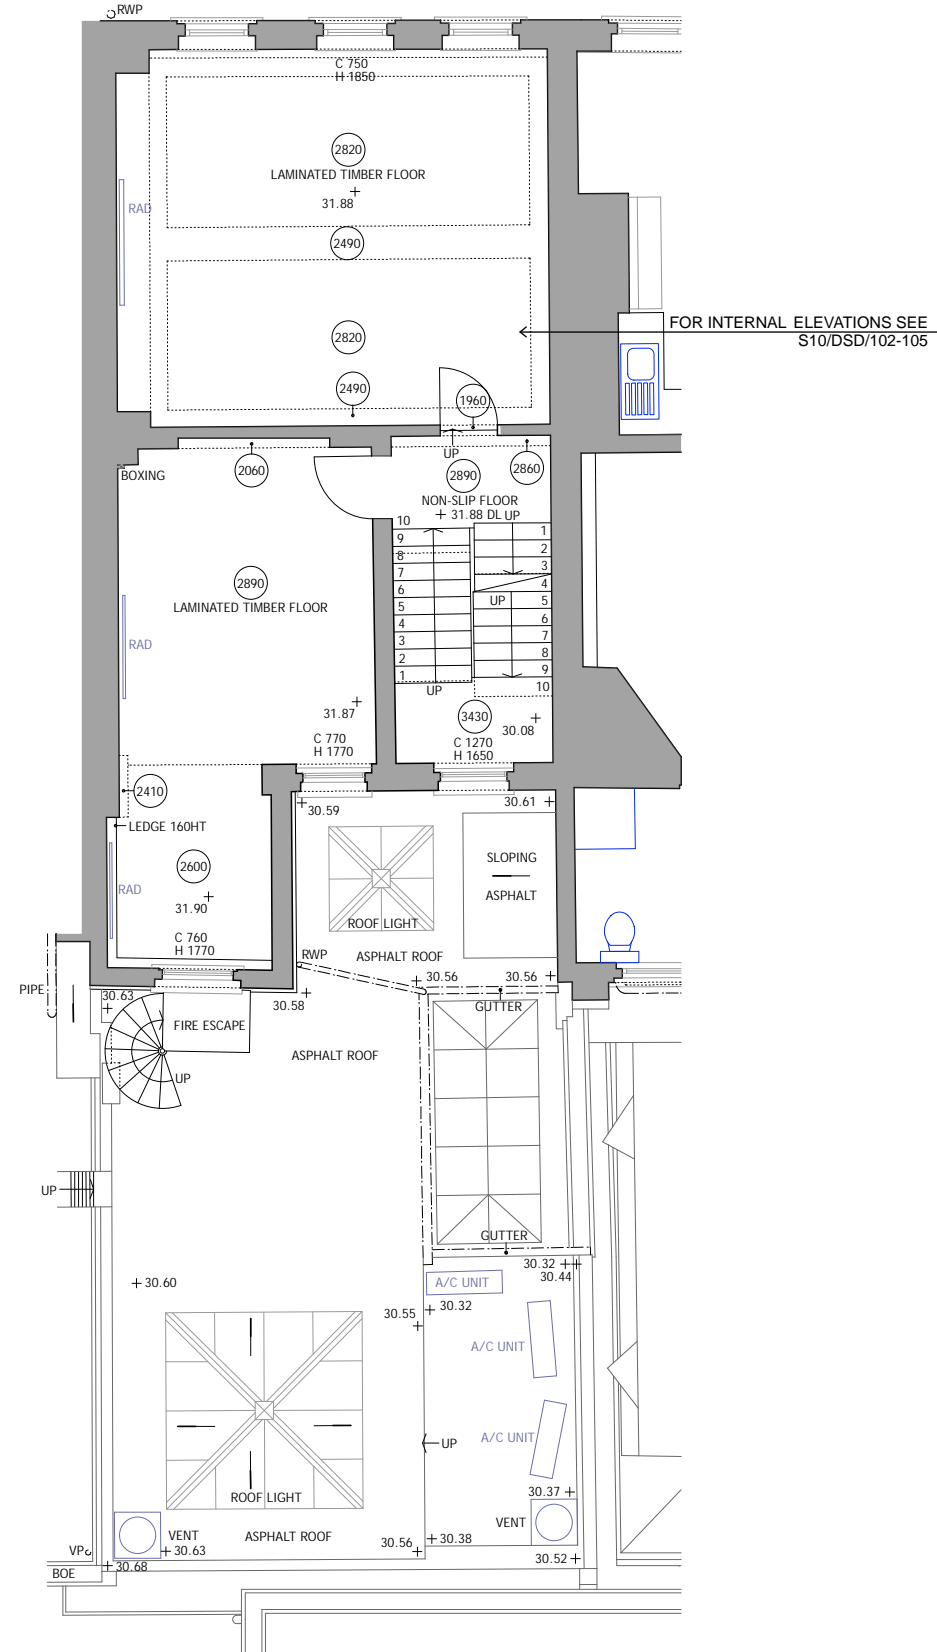 RWP
C 750
H 1850
2820
LAMINATED TIMBER FLOOR
31.88
RAD
2490
FOR INTERNAL ELEVATIONS SEE
S10/DSD/102-105
2820
2490
1960
UP
BOXING
2060
2890
2860
NON-SLIP FLOOR
31.88 DL
UP
10
9
8
7
6
5
4
3
2
1
UP
1
2
3
4
UP
5
6
7
8
9
10
2890
LAMINATED TIMBER FLOOR
RAD
31.87
C 770
H 1770
3430
30.08
C 1270
H 1650
2410
LEDGE 160HT
30.59
30.61
2600
RAD
31.90
C 760
H 1770
SLOPING
ASPHALT
ROOF LIGHT
ASPHALT ROOF
RWP
30.56
30.56
GUTTER
PIPE
30.63
30.58
FIRE ESCAPE
ASPHALT ROOF
UP
UP
GUTTER
30.32
30.44
30.60
A/C UNIT
30.32
30.55
A/C UNIT
A/C UNIT
UP
ROOF LIGHT
30.37
VENT
VENT
ASPHALT ROOF
30.38
30.56
30.63
30.52
VP
30.68
BOE